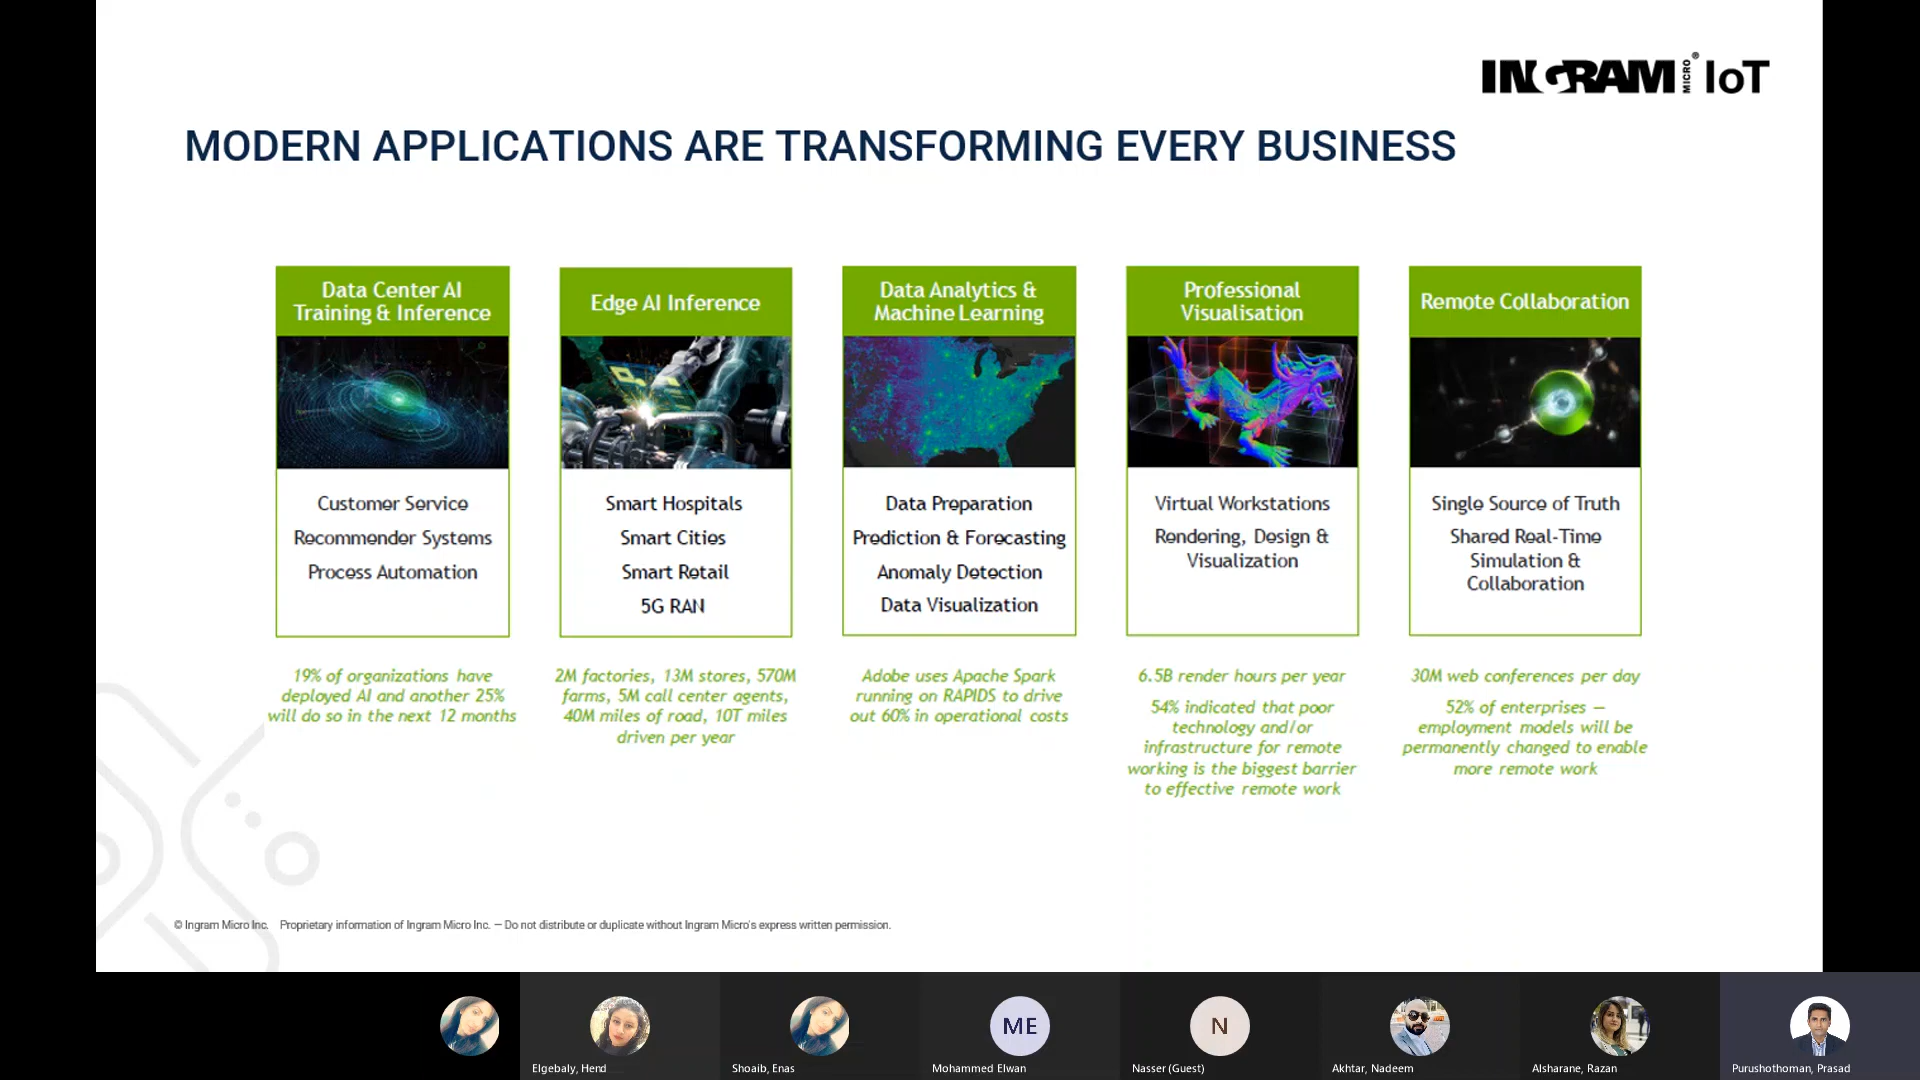 INGRAM MICRO® IoT
MODERN APPLICATIONS ARE TRANSFORMING EVERY BUSINESS
Data Center AI
Training & Inference
Customer Service
Recommender Systems
Process Automation
19% of organizations have
deployed AI and another 25%
will do so in the next 12 months
Edge AI Inference
Smart Hospitals
Smart Cities
Smart Retail
5G RAN
2M factories, 13M stores, 570M
farms, 5M call center agents,
40M miles of road, 10T miles
driven per year
Data Analytics &
Machine Learning
Data Preparation
Prediction & Forecasting
Anomaly Detection
Data Visualization
Adobe uses Apache Spark
running on RAPIDS to drive
out 60% in operational costs
Professional
Visualisation
Virtual Workstations
Rendering, Design &
Visualization
6.5B render hours per year
54% indicated that poor
technology and/or
infrastructure for remote
working is the biggest barrier
to effective remote work
Remote Collaboration
Single Source of Truth
Shared Real-Time
Simulation &
Collaboration
30M web conferences per day
52% of enterprises —
employment models will be
permanently changed to enable
more remote work
© Ingram Micro Inc. Proprietary information of Ingram Micro Inc. — Do not distribute or duplicate without Ingram Micro's express written permission.
ME
N
Elgebaly, Hend
Shoaib, Enas
Mohammed Elwan
Nasser (Guest)
Akhtar, Nadeem
Alsharane, Razan
Purushothoman, Prasad